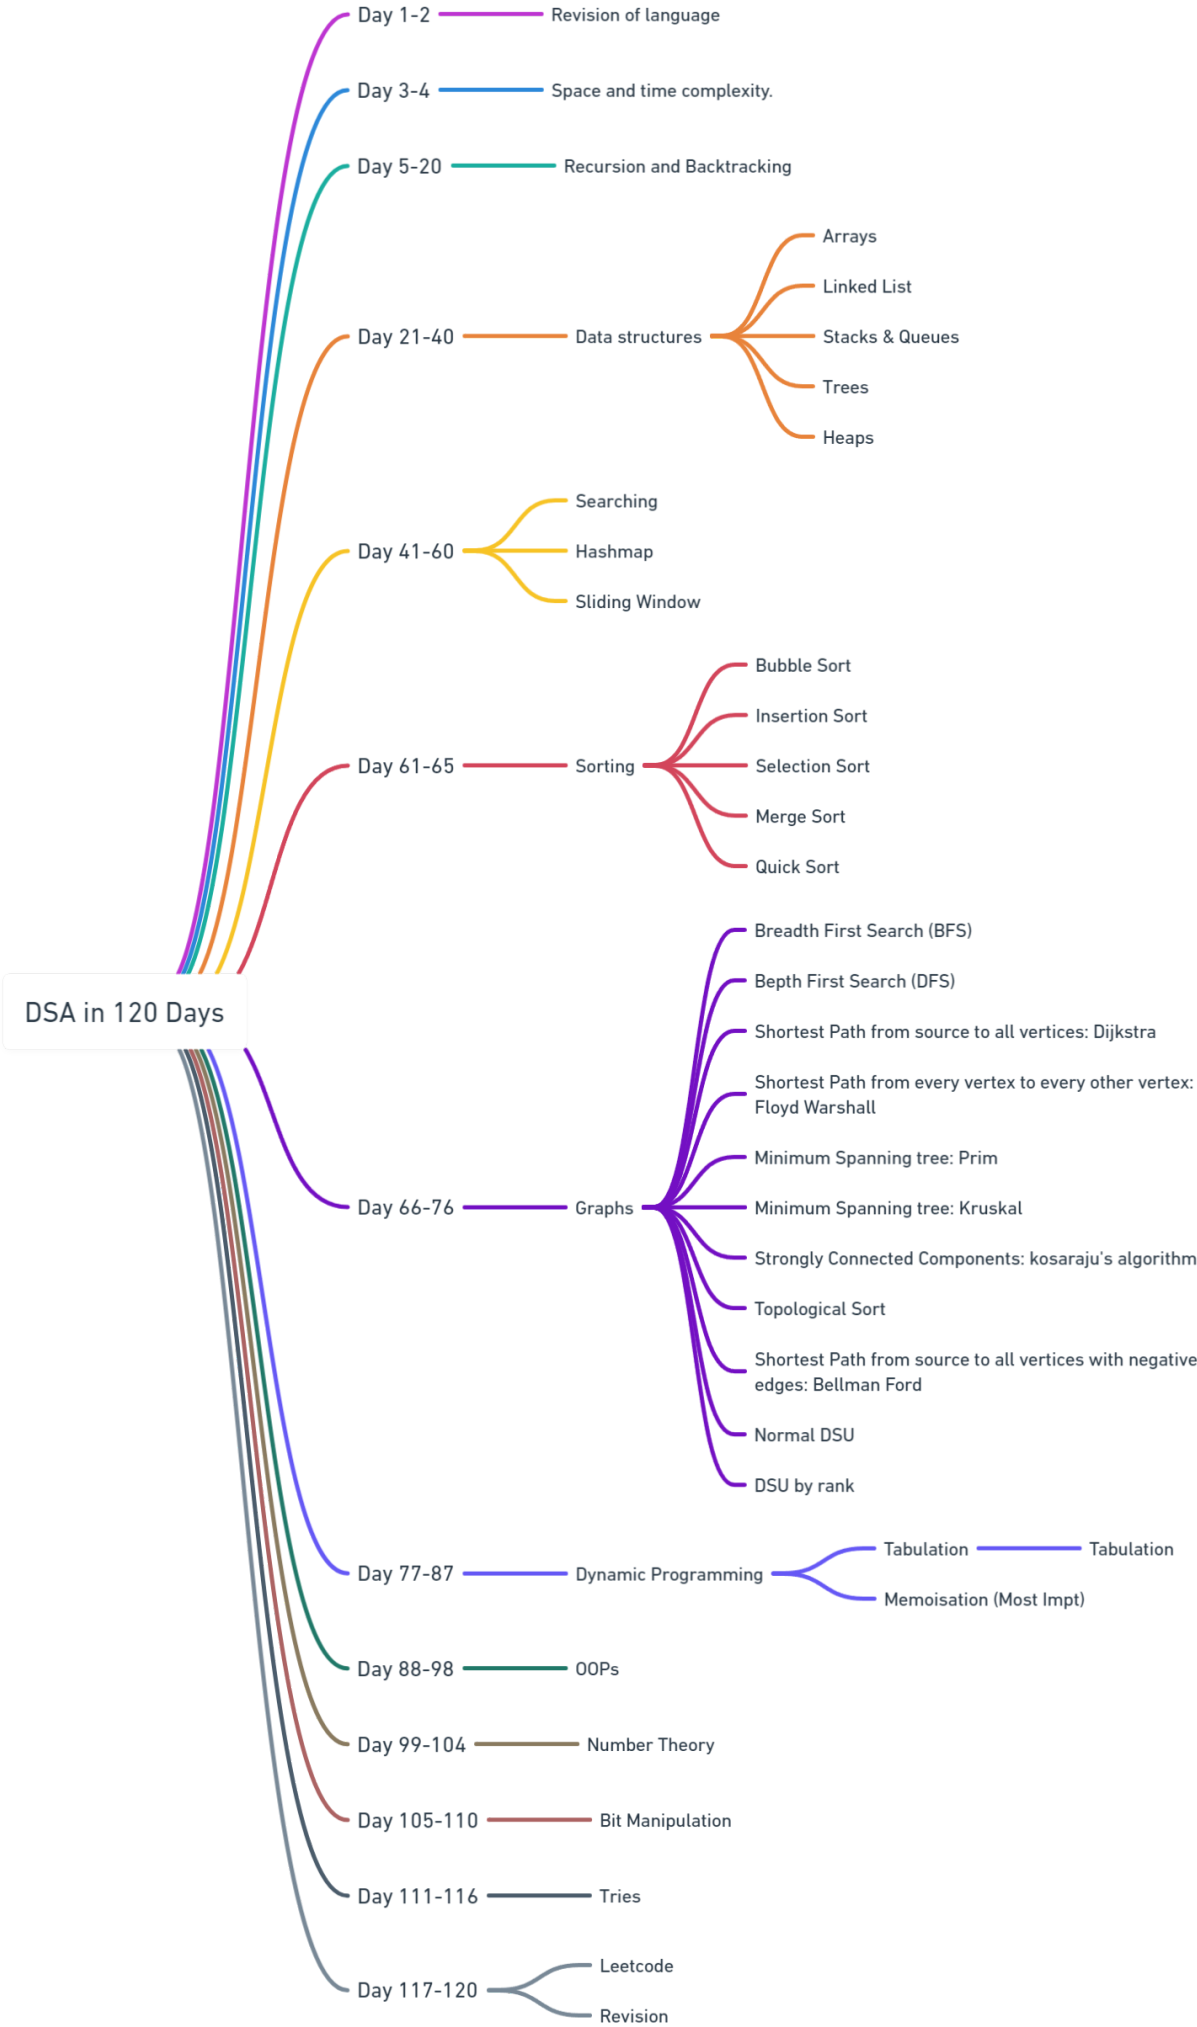 Day 1-2
Revision of language
Day 3-4
Space and time complexity.
Day 5-20
Recursion and Backtracking
Day 21-40
Data structures
Arrays
Linked List
Stacks & Queues
Trees
Heaps
Day 41-60
Searching
Hashmap
Sliding Window
Day 61-65
Sorting
Bubble Sort
Insertion Sort
Selection Sort
Merge Sort
Quick Sort
DSA in 120 Days
Day 66-76
Graphs
Breadth First Search (BFS)
Bepth First Search (DFS)
Shortest Path from source to all vertices: Dijkstra
Shortest Path from every vertex to every other vertex:
Floyd Warshall
Minimum Spanning tree: Prim
Minimum Spanning tree: Kruskal
Strongly Connected Components: kosaraju's algorithm
Topological Sort
Shortest Path from source to all vertices with negative
edges: Bellman Ford
Normal DSU
DSU by rank
Day 77-87
Dynamic Programming
Tabulation
Tabulation
Memoisation (Most Impt)
Day 88-98
OOPs
Day 99-104
Number Theory
Day 105-110
Bit Manipulation
Day 111-116
Tries
Day 117-120
Leetcode
Revision